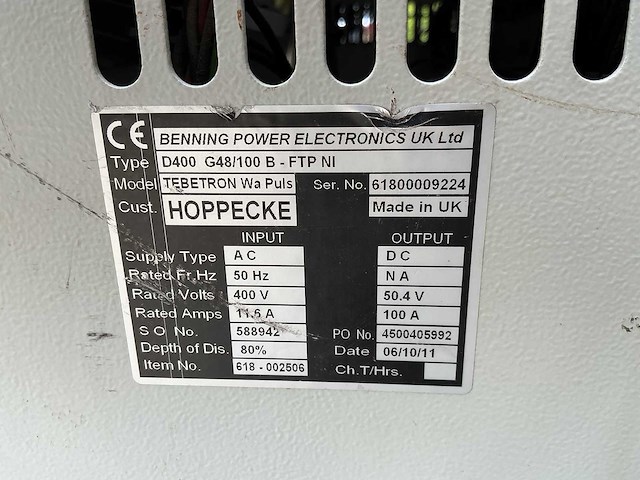 CE BENNING POWER ELECTRONICS UK Ltd
Type D400 G48/100 B - FTP NI
Model TEBETRON Wa Puls Ser. No. 61800009224
Cust. HOPPECKE Made in UK
INPUT OUTPUT
Supply Type AC DC
Rated Fr,Hz 50 Hz NA
Rated Volts 400 V 50.4 V
Rated Amps 11.6 A 100 A
S O No. 588942 PO No. 4500405992
Depth of Dis. 80% Date 06/10/11
Item No. 618 - 002506 Ch.T/Hrs.